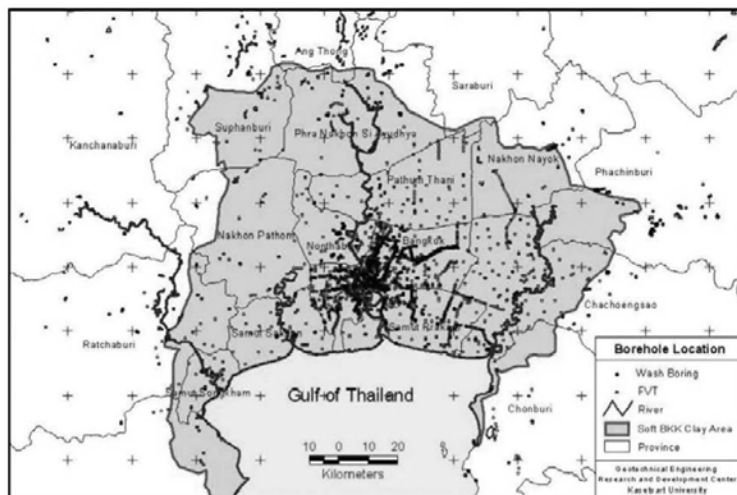 Ang Thong
Saraburi
Suphanburi
Phra Nakhon Si Ayudhya
Kanchanaburi
Nakhon Nayok
Phachinburi
Pathum Thani
Nakhon Pathom
Bangkok
Chachoengsao
Ratchaburi
Samut Sakhon
Samut Prakan
Samut Songkham
Gulf of Thailand
Chonburi
10 0 10 20
Kilometers
Borehole Location
Wash Boring
FVT
River
Soft BKK Clay Area
Province
Geotechnical Engineering
Research and Development Center
Kasetsart University